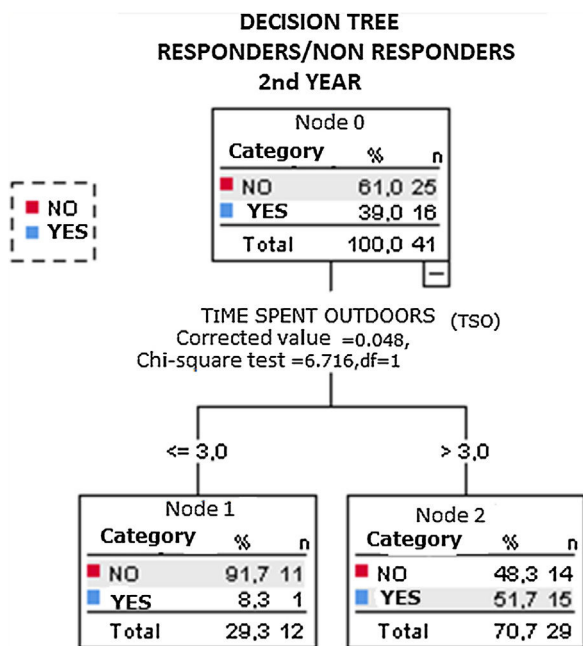 DECISION TREE
RESPONDERS/NON RESPONDERS
2nd YEAR
Node 0
Category % n
NO 61,0 25
YES 39,0 16
Total 100,0 41
NO
YES
TIME SPENT OUTDOORS (TSO)
Corrected value =0.048,
Chi-square test =6.716,df=1
<= 3,0
> 3,0
Node 1
Category % n
NO 91,7 11
YES 8,3 1
Total 29,3 12
Node 2
Category % n
NO 48,3 14
YES 51,7 15
Total 70,7 29